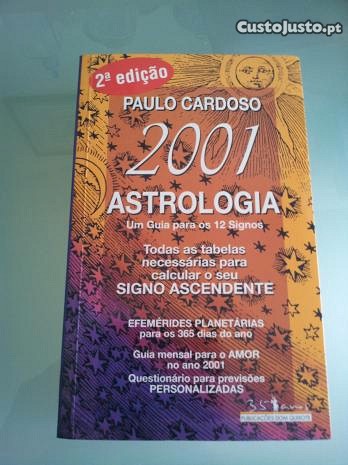 CustoJusto.pt
2ª edição
PAULO CARDOSO
2001
ASTROLOGIA
Um Guia para os 12 Signos
Todas as tabelas
necessárias para
calcular o seu
SIGNO ASCENDENTE
EFEMÉRIDES PLANETÁRIAS
para os 365 dias do ano
Guia mensal para o AMOR
no ano 2001
Questionário para previsões
PERSONALIZADAS
35 anos
PUBLICAÇÕES DOM QUIXOTE